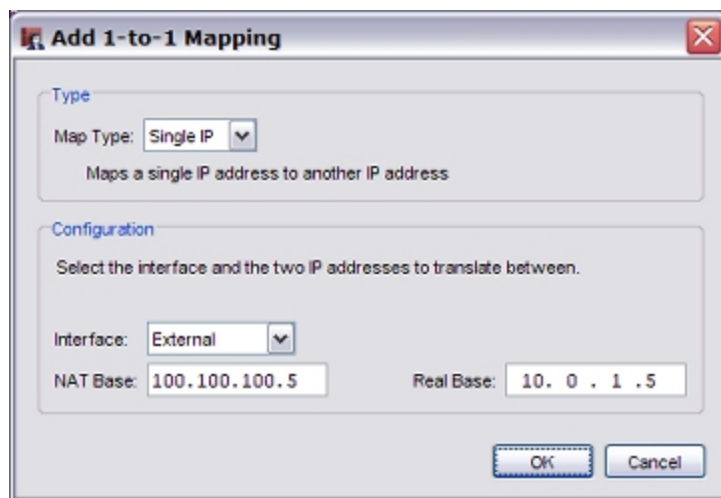 Add 1-to-1 Mapping
Type
Map Type: Single IP
Maps a single IP address to another IP address
Configuration
Select the interface and the two IP addresses to translate between.
Interface: External
NAT Base: 100.100.100.5 Real Base: 10. 0 . 1 .5
OK Cancel